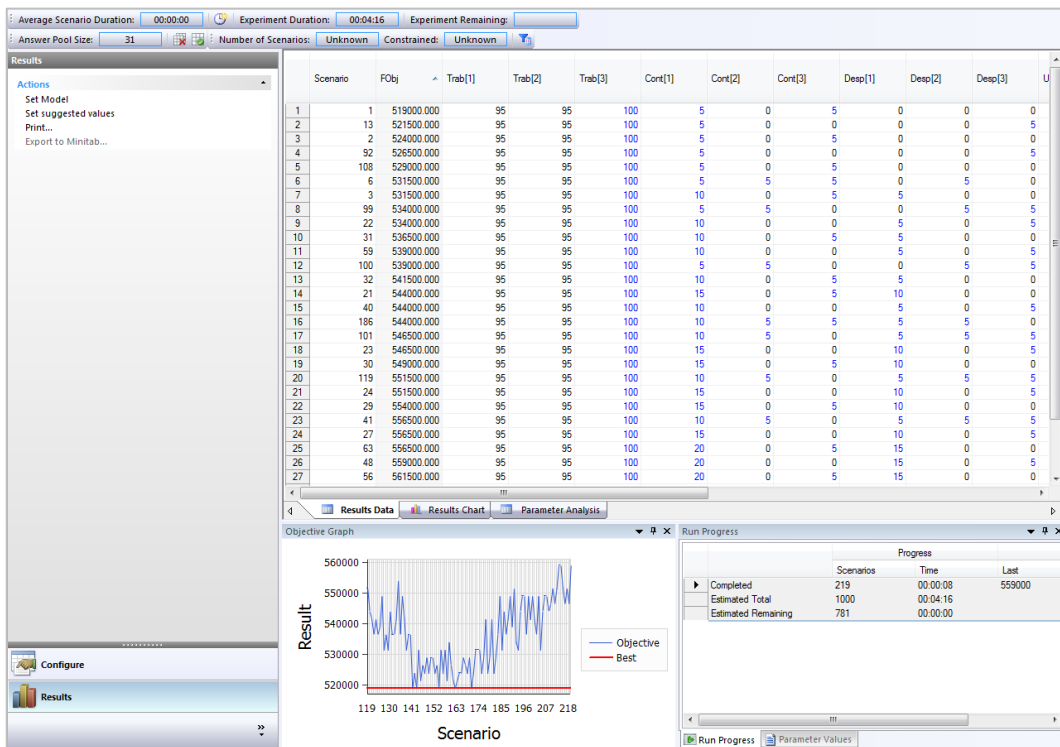 Average Scenario Duration: 00:00:00 Experiment Duration: 00:04:16 Experiment Remaining:
Answer Pool Size: 31 Number of Scenarios: Unknown Constrained: Unknown
Results
Actions
Set Model
Set suggested values
Print...
Export to Minitab...
Configure
Results
Scenario FObj Trab[1] Trab[2] Trab[3] Cont[1] Cont[2] Cont[3] Desp[1] Desp[2] Desp[3] U
1 1 519000.000 95 95 100 5 0 5 0 0 0
2 13 521500.000 95 95 100 5 0 0 0 0 5
3 2 524000.000 95 95 100 5 0 5 0 0 0
4 92 526500.000 95 95 100 5 0 0 0 0 5
5 108 529000.000 95 95 100 5 0 0 0 0 0
6 6 531500.000 95 95 100 5 5 5 0 5 0
7 3 531500.000 95 95 100 10 0 5 5 0 0
8 99 534000.000 95 95 100 5 5 0 0 5 5
9 22 534000.000 95 95 100 10 0 0 5 0 5
10 31 536500.000 95 95 100 10 0 5 5 0 0
11 59 539000.000 95 95 100 10 0 0 5 0 5
12 100 539000.000 95 95 100 5 5 0 0 5 5
13 32 541500.000 95 95 100 10 0 5 5 0 0
14 21 544000.000 95 95 100 15 0 5 10 0 0
15 40 544000.000 95 95 100 10 0 0 5 0 5
16 186 544000.000 95 95 100 10 5 5 5 5 0
17 101 546500.000 95 95 100 10 5 0 5 5 5
18 23 546500.000 95 95 100 15 0 0 10 0 5
19 30 549000.000 95 95 100 15 0 5 10 0 0
20 119 551500.000 95 95 100 10 5 0 5 5 5
21 24 551500.000 95 95 100 15 0 0 10 0 5
22 29 554000.000 95 95 100 15 0 5 10 0 0
23 41 556500.000 95 95 100 10 5 0 5 5 5
24 27 556500.000 95 95 100 15 0 0 10 0 5
25 63 556500.000 95 95 100 20 0 5 15 0 0
26 48 559000.000 95 95 100 20 0 0 15 0 5
27 56 561500.000 95 95 100 20 0 5 15 0 0
Results Data Results Chart Parameter Analysis
Objective Graph
560000
550000
540000
530000
520000
Result
119 130 141 152 163 174 185 196 207 218
Scenario
Objective
Best
Run Progress
Progress
Scenarios Time Last
Completed 219 00:00:08 559000
Estimated Total 1000 00:04:16
Estimated Remaining 781 00:00:00
Run Progress Parameter Values